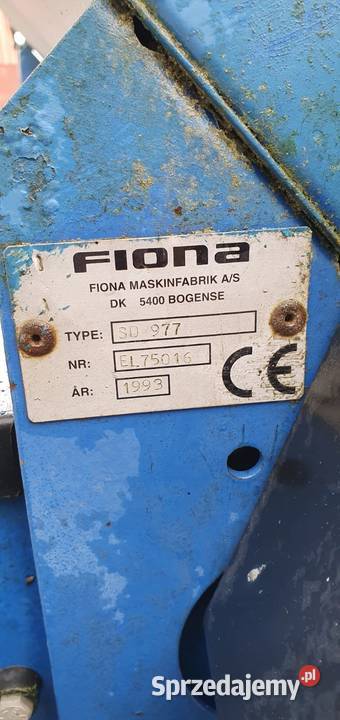 FIONA
FIONA MASKINFABRIK A/S
DK 5400 BOGENSE
TYPE: SD-977
NR: EL75016
ÅR: 1993
CE
Sprzedajemy.pl